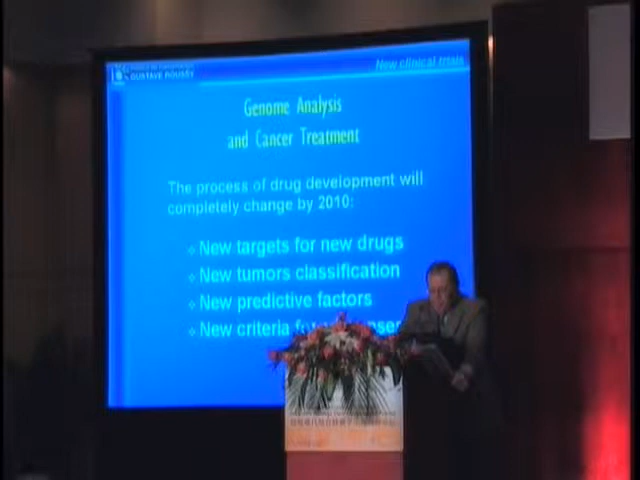 GUSTAVE ROUSSY
New clinical trials
Genome Analysis
and Cancer Treatment
The process of drug development will
completely change by 2010:
New targets for new drugs
New tumors classification
New predictive factors
New criteria